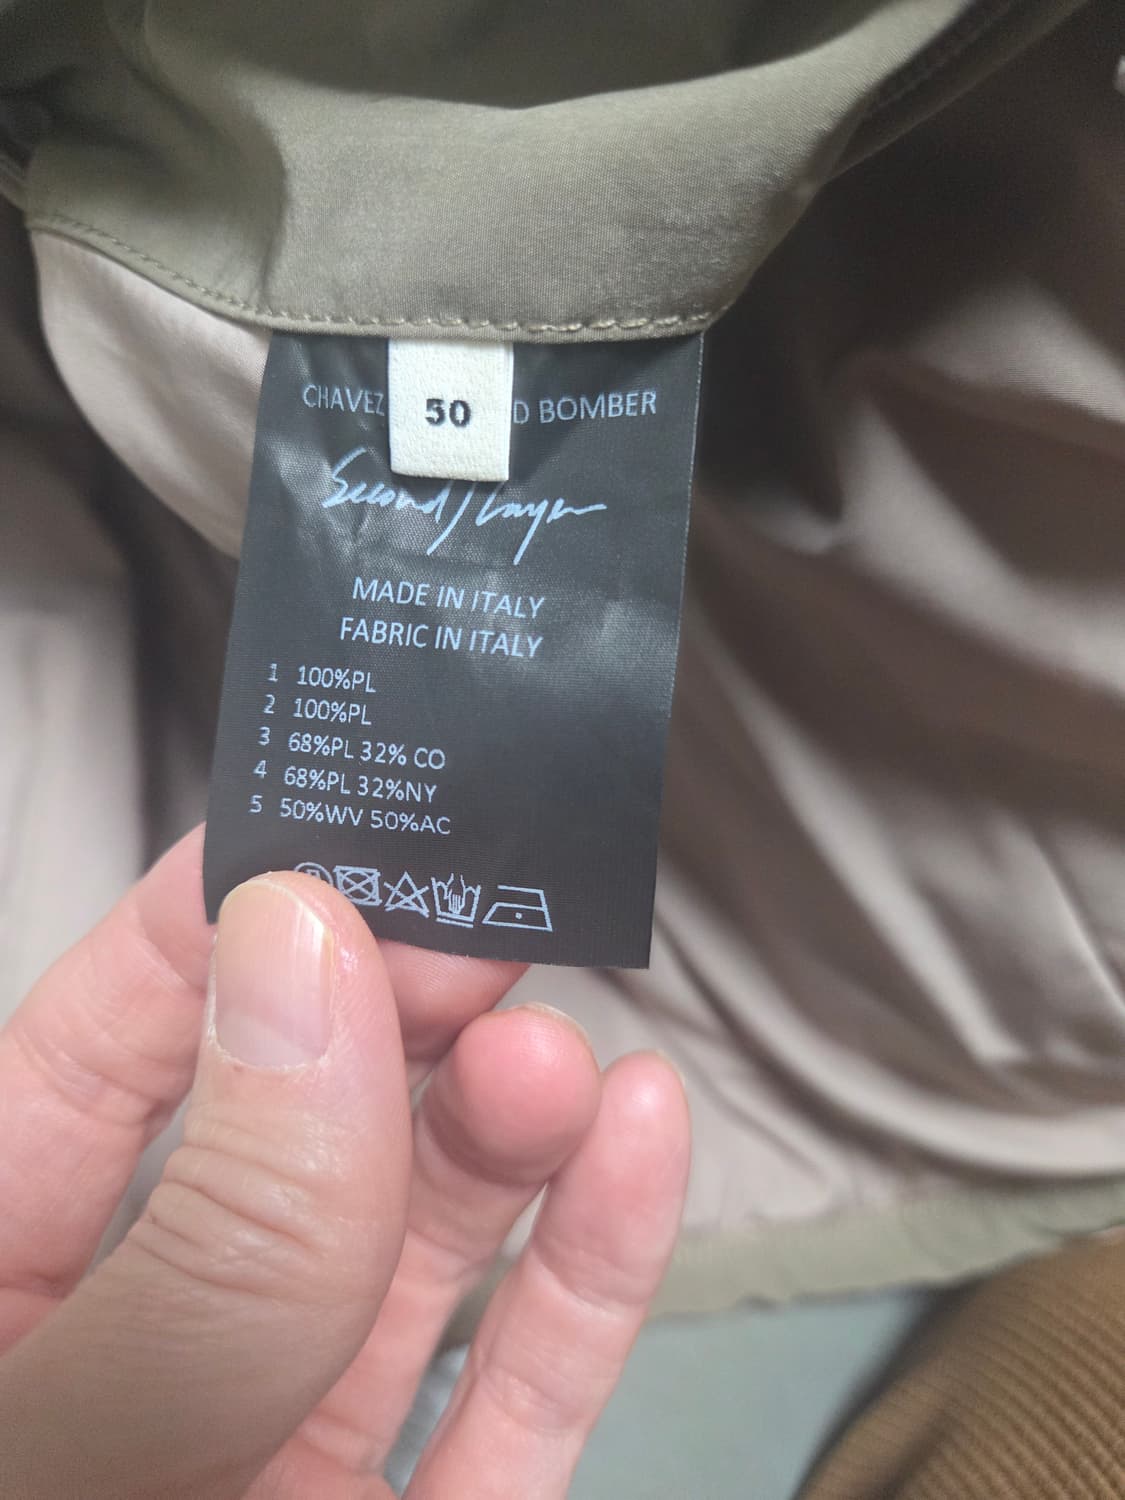 CHAVEZ 50 D BOMBER
Second/Layer
MADE IN ITALY
FABRIC IN ITALY
1 100%PL
2 100%PL
3 68%PL 32% CO
4 68%PL 32%NY
5 50%WV 50%AC